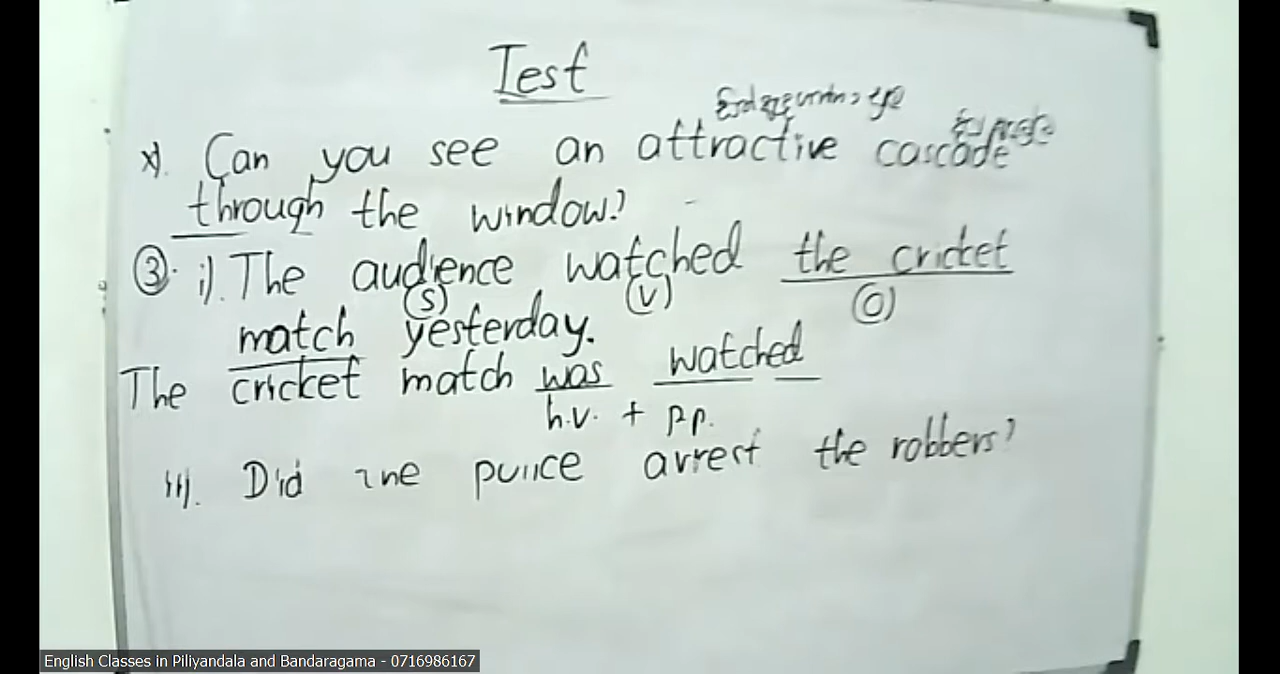 Test
x). Can you see an attractive cascade
through the window?
③. i). The audience watched the cricket
(S) (V) (O)
match yesterday.
The cricket match was watched
h.v. + p.p.
Did the police arrest the robbers?
English Classes in Piliyandala and Bandaragama - 0716986167